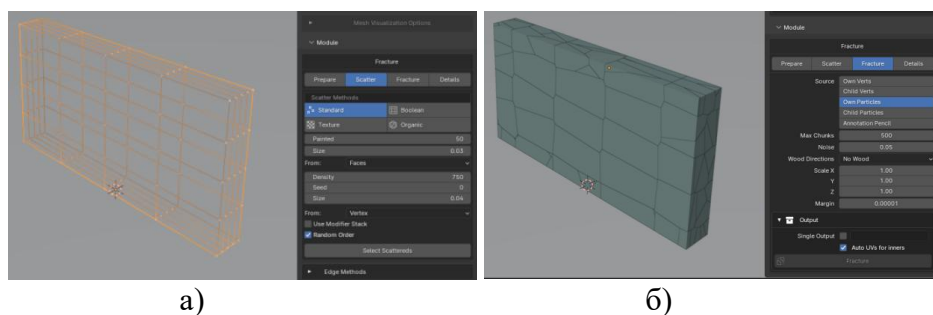 Mesh Visualization Options
Module
Fracture
Prepare Scatter Fracture Details
Scatter Methods
Standard Boolean
Texture Organic
Painted 50
Size 0.03
From: Faces
Density 750
Seed 0
Size 0.04
From: Vertex
Use Modifier Stack
Random Order
Select Scattereds
Edge Methods
а)
Module
Fracture
Prepare Scatter Fracture Details
Source Own Verts
Child Verts
Own Particles
Child Particles
Annotation Pencil
Max Chunks 500
Noise 0.05
Wood Directions No Wood
Scale X 1.00
Y 1.00
Z 1.00
Margin 0.00001
Output
Single Output
Auto UVs for inners
Fracture
б)